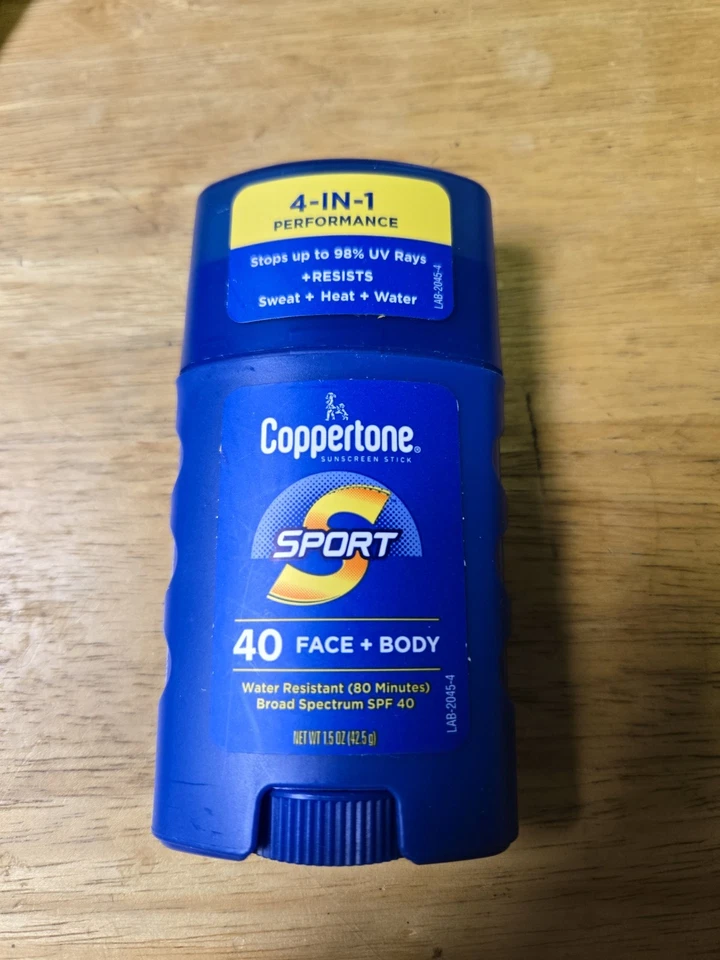 4-IN-1
PERFORMANCE
Stops up to 98% UV Rays
+RESISTS
Sweat + Heat + Water
LAB-2045-4
Coppertone®
SUNSCREEN STICK
SPORT
40 FACE + BODY
Water Resistant (80 Minutes)
Broad Spectrum SPF 40
NET WT 1.5 OZ (42.5 g)
LAB-2045-4